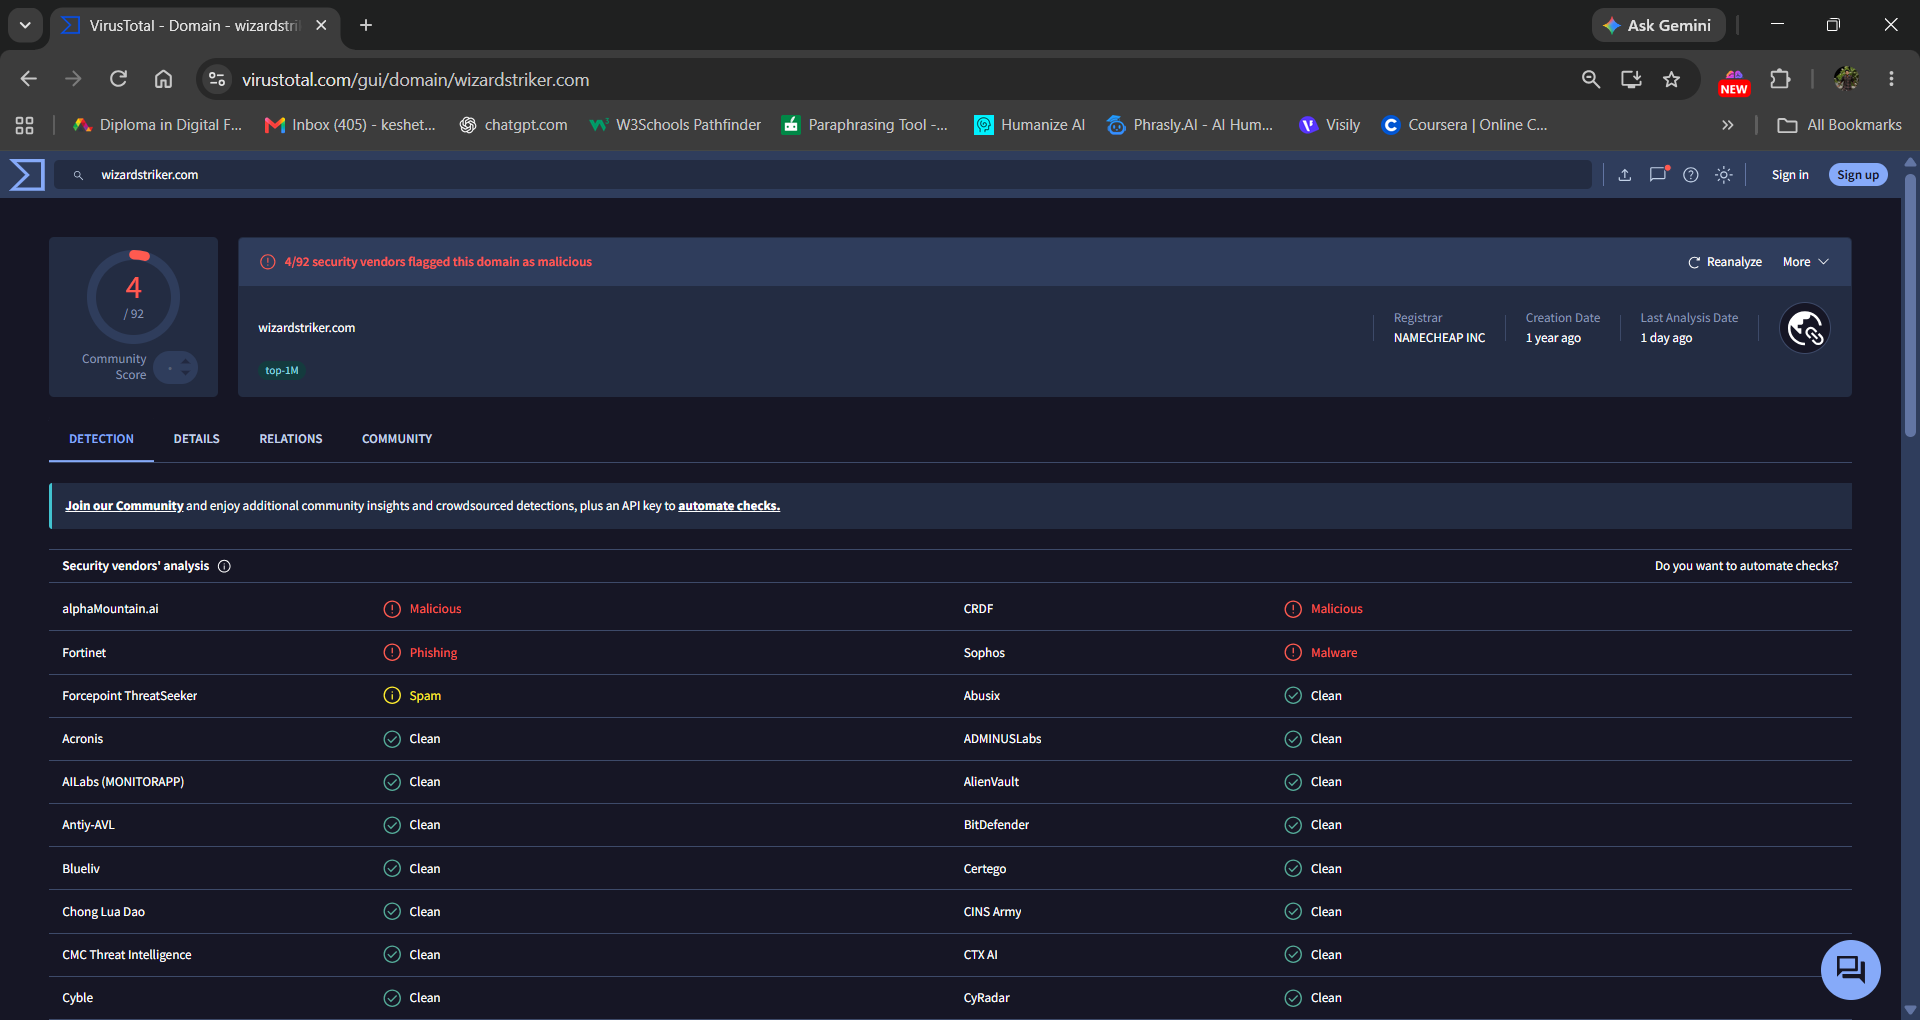 VirusTotal - Domain - wizardstri
Ask Gemini
virustotal.com/gui/domain/wizardstriker.com
NEW
Diploma in Digital F...
Inbox (405) - keshet...
chatgpt.com
W3Schools Pathfinder
Paraphrasing Tool -...
Humanize AI
Phrasly.AI - AI Hum...
Visily
Coursera | Online C...
All Bookmarks
wizardstriker.com
Sign in
Sign up
4
/ 92
Community
Score
4/92 security vendors flagged this domain as malicious
Reanalyze
More
wizardstriker.com
top-1M
Registrar
NAMECHEAP INC
Creation Date
1 year ago
Last Analysis Date
1 day ago
DETECTION DETAILS RELATIONS COMMUNITY
Join our Community and enjoy additional community insights and crowdsourced detections, plus an API key to automate checks.
Security vendors' analysis
Do you want to automate checks?
alphaMountain.ai Malicious CRDF Malicious
Fortinet Phishing Sophos Malware
Forcepoint ThreatSeeker Spam Abusix Clean
Acronis Clean ADMINUSLabs Clean
AILabs (MONITORAPP) Clean AlienVault Clean
Antiy-AVL Clean BitDefender Clean
Blueliv Clean Certego Clean
Chong Lua Dao Clean CINS Army Clean
CMC Threat Intelligence Clean CTX AI Clean
Cyble Clean CyRadar Clean